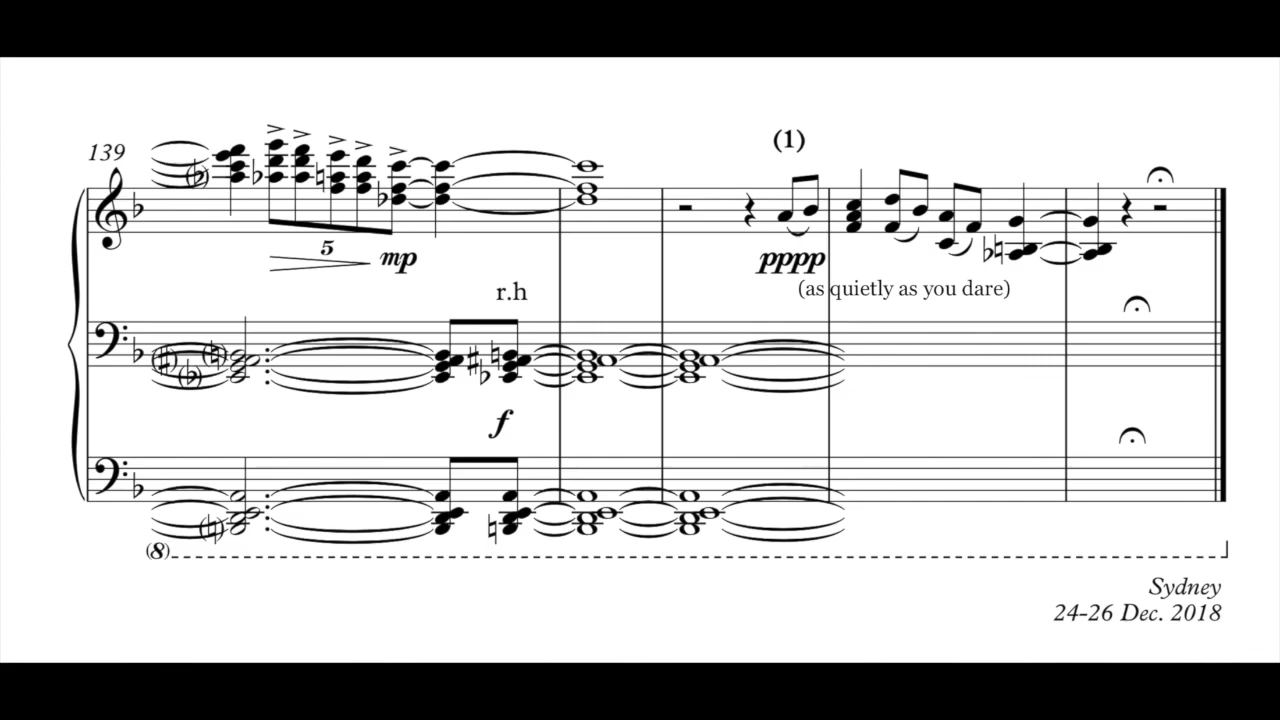 139
(1)
5
mp
pppp
(as quietly as you dare)
r.h
f
(8)
Sydney
24-26 Dec. 2018